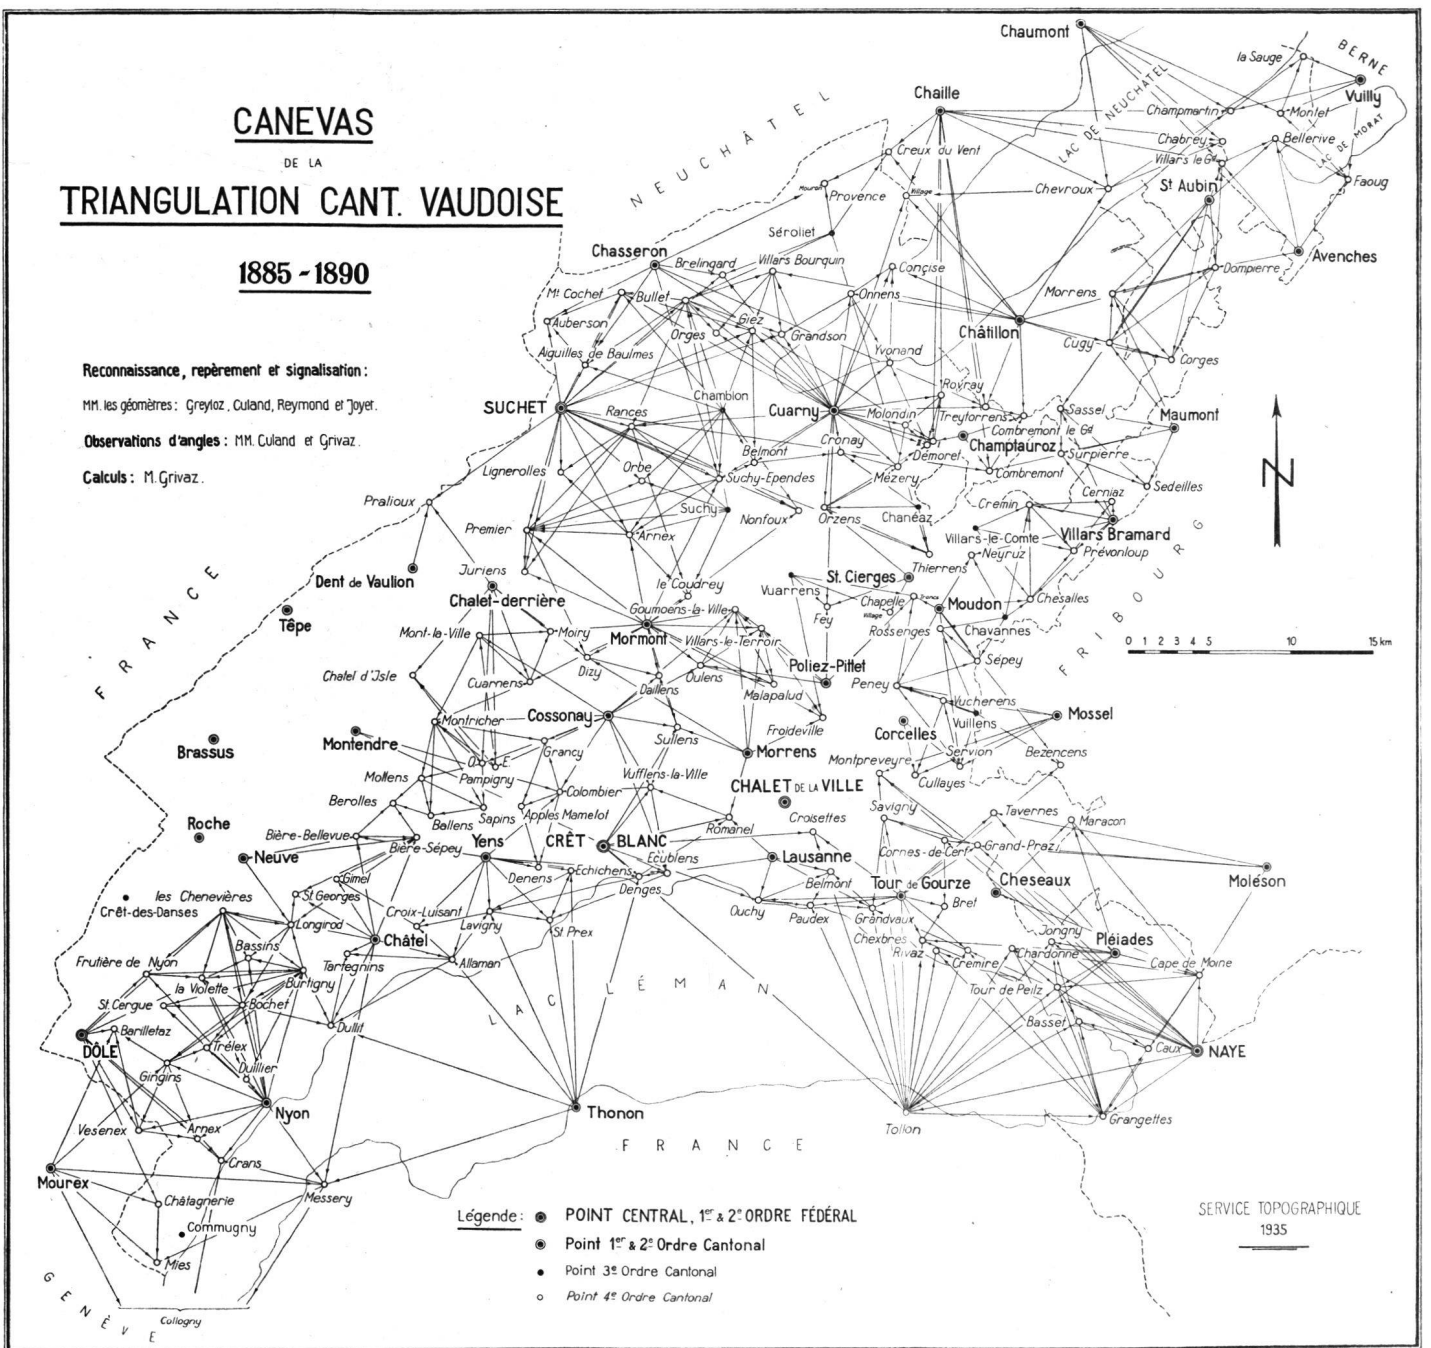 CANEVAS
DE LA
TRIANGULATION CANT. VAUDOISE
1885 - 1890
Reconnaissance, repèrement et signalisation :
MM. les géomètres : Greyloz, Culand, Reymond et Joyet.
Observations d'angles : MM. Culand et Grivaz.
Calculs : M. Grivaz.
NEUCHÂTEL
BERNE
FRANCE
FRIBOURG
GENÈVE
FRANCE
LAC DE NEUCHATEL
LAC DE MORAT
LAC LÉMAN
Chaumont
la Sauge
Vuilly
Chaille
Champmartin
Montet
Chabrey
Bellerive
Creux du Vent
Villars le Gd
Mouron
Provence
Village
Chevroux
St Aubin
Faoug
Sérollet
Chasseron
Brelingard
Villars Bourquin
Concise
Avenches
Dompierre
Mt Cochet
Bullet
Onnens
Morrens
Auberson
Orges
Giez
Grandson
Châtillon
Cugy
Corges
Aiguilles de Baulmes
Yvonand
SUCHET
Rances
Chamblon
Cuarny
Molondin
Rovray
Treytorrens
Sassel
Maumont
Combremont le Gd
Cronay
Champtauroz
Démoret
Surpierre
Belmont
Lignerolles
Orbe
Suchy-Ependes
Mézery
Combremont
Sedeilles
Pralioux
Suchy
Nonfoux
Orzens
Chanéaz
Cremin
Cerniaz
Premier
Arnex
Villars-le-Comte
Villars Bramard
Neyruz
Prévonloup
Dent de Vaulion
Juriens
le Coudrey
Vuarrens
St. Cierges
Thierrens
Chalet-derrière
Goumoens-la-Ville
Chapelle
Village
Tronce
Moudon
Chesalles
Têpe
Mont-la-Ville
Moiry
Mormont
Villars-le-Terroir
Fey
Rossenges
Chavannes
0 1 2 3 4 5 10 15 km
Chatel d'Jsle
Cuarnens
Dizy
Daillens
Oulens
Malapalud
Poliez-Pittet
Peney
Sépey
Montricher
Cossonay
Froideville
Vucherens
Vuillens
Mossel
Brassus
Montendre
Grancy
Sullens
Morrens
Corcelles
Servion
Bezencens
O. E.
Pampigny
Mollens
Vufflens-la-Ville
Montpreveyre
Cullayes
Colombier
CHALET DE LA VILLE
Berolles
Ballens
Sapins
Apples Mamelot
Savigny
Tavernes
Maracon
Roche
Bière-Bellevue
Bière-Sépey
Yens
CRÊT BLANC
Romanel
Croisettes
Cornes-de-Cerf
Grand-Praz
Neuve
Gimel
Denens
Echichens
Ecublens
Denges
Lausanne
Belmont
Tour de Gourze
Cheseaux
Moléson
les Chenevières
Crêt-des-Danses
St Georges
Longirod
Croix-Luisant
Lavigny
St Prex
Ouchy
Paudex
Grandvaux
Bret
Bassins
Châtel
Chexbres
Rivaz
Cremire
Jongny
Chardonne
Pléiades
Frutière de Nyon
la Violette
Burtigny
Tartegnins
Allaman
Cape de Moine
St. Cergue
Bochet
Tour de Peilz
Barilletaz
Dullit
Basset
DÔLE
Trélex
Duillier
Caux
NAYE
Gingins
Nyon
Thonon
Tollon
Grangettes
Vesenex
Arnex
Crans
Mourex
Messery
Châtagnerie
Commugny
Mies
Collogny
Légende : POINT CENTRAL, 1er & 2e ORDRE FÉDÉRAL
Point 1er & 2e Ordre Cantonal
Point 3e Ordre Cantonal
Point 4e Ordre Cantonal
SERVICE TOPOGRAPHIQUE
1935
N